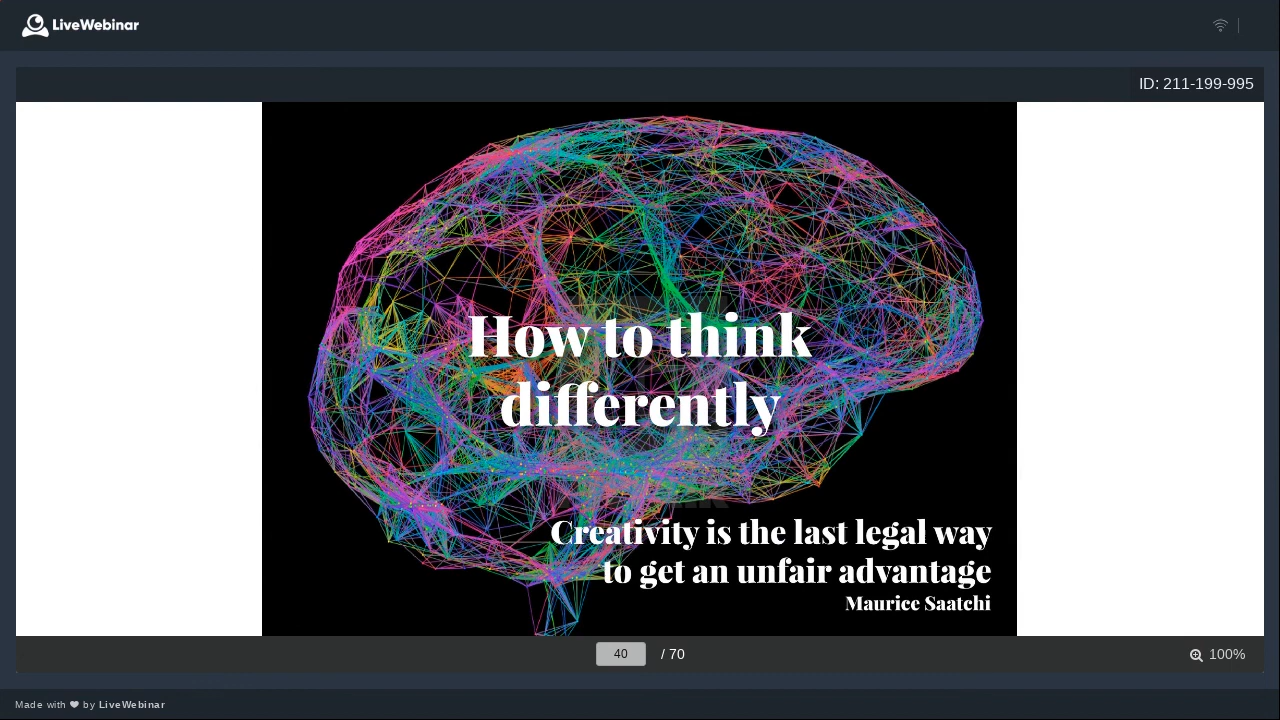 LiveWebinar
ID: 211-199-995
How to think
differently
Creativity is the last legal way
to get an unfair advantage
Maurice Saatchi
40 / 70
100%
Made with ❤ by LiveWebinar